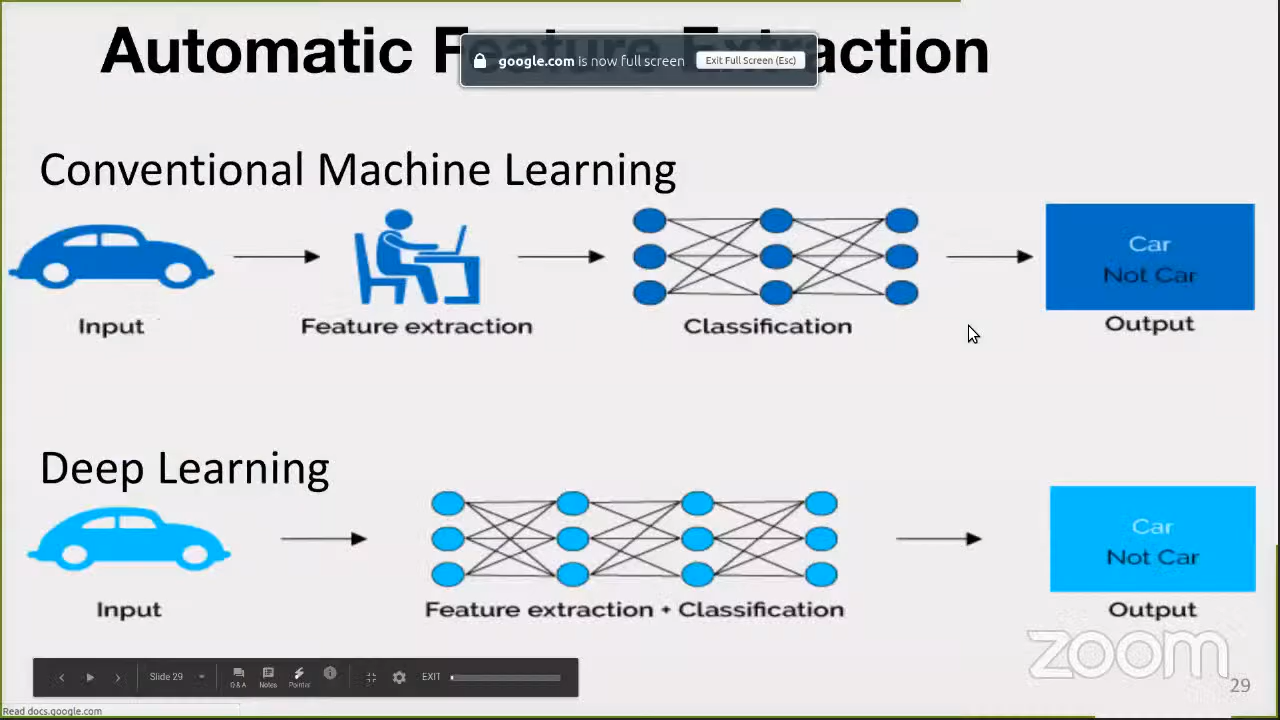 Automatic Feature Extraction
google.com is now full screen
Exit Full Screen (Esc)
Conventional Machine Learning
Input
Feature extraction
Classification
Car
Not Car
Output
Deep Learning
Input
Feature extraction + Classification
Car
Not Car
Output
zoom
Slide 29
Q & A
Notes
Pointer
EXIT
29
Read docs.google.com